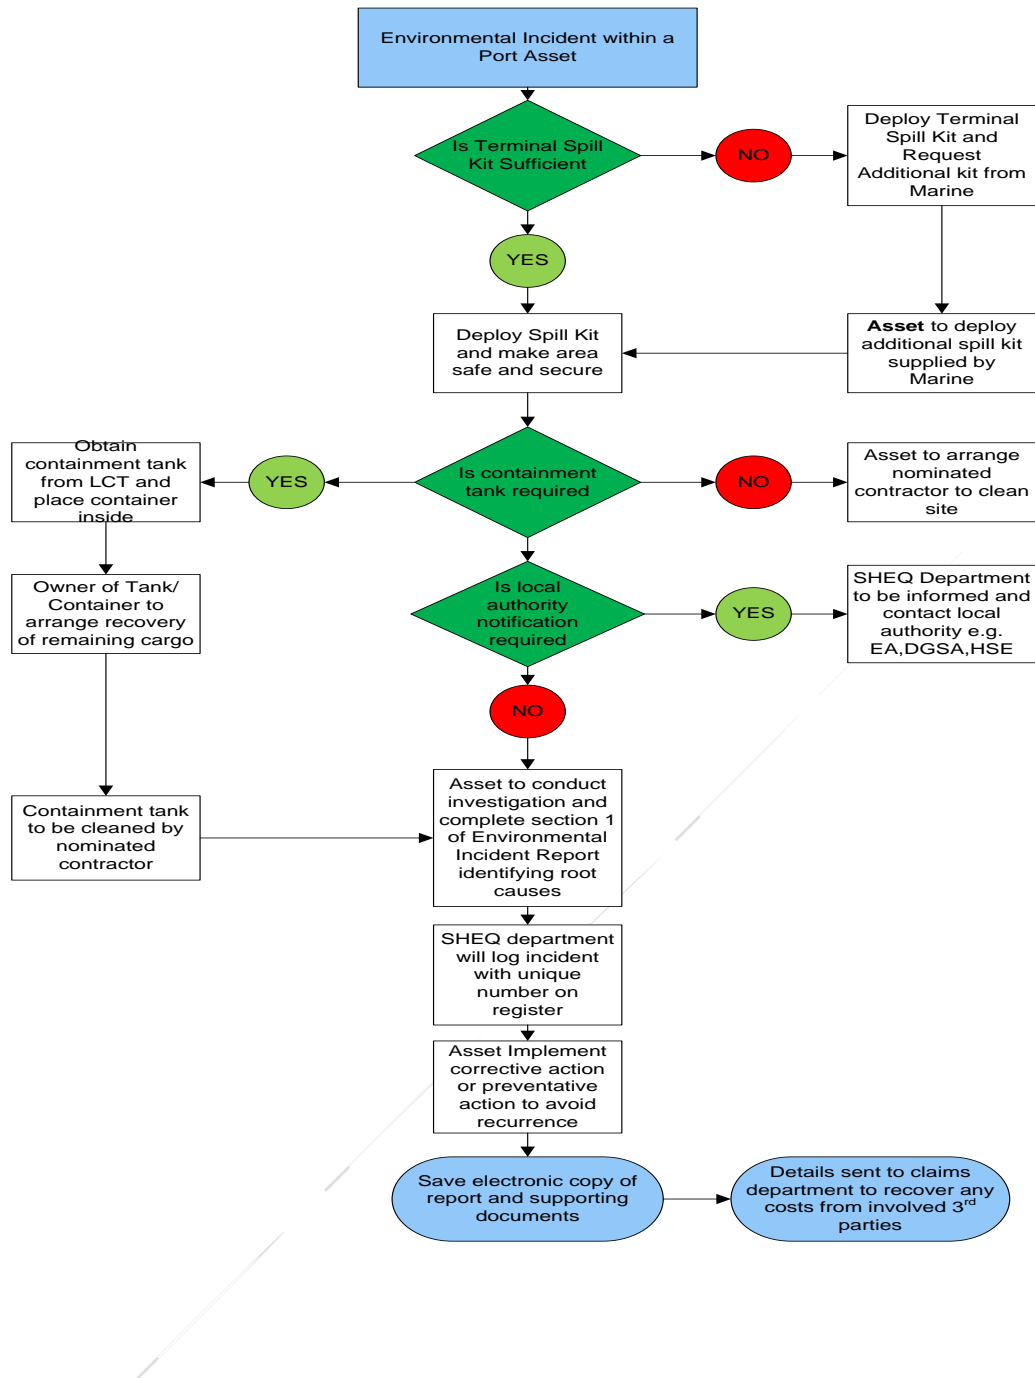 Environmental Incident within a
Port Asset
Is Terminal Spill
Kit Sufficient
NO
Deploy Terminal
Spill Kit and
Request
Additional kit from
Marine
YES
Deploy Spill Kit
and make area
safe and secure
Asset to deploy
additional spill kit
supplied by
Marine
Obtain
containment tank
from LCT and
place container
inside
YES
Is containment
tank required
NO
Asset to arrange
nominated
contractor to clean
site
Owner of Tank/
Container to
arrange recovery
of remaining cargo
Is local
authority
notification
required
YES
SHEQ Department
to be informed and
contact local
authority e.g.
EA,DGSA,HSE
NO
Containment tank
to be cleaned by
nominated
contractor
Asset to conduct
investigation and
complete section 1
of Environmental
Incident Report
identifying root
causes
SHEQ department
will log incident
with unique
number on
register
Asset Implement
corrective action
or preventative
action to avoid
recurrence
Save electronic copy of
report and supporting
documents
Details sent to claims
department to recover any
costs from involved 3rd
parties